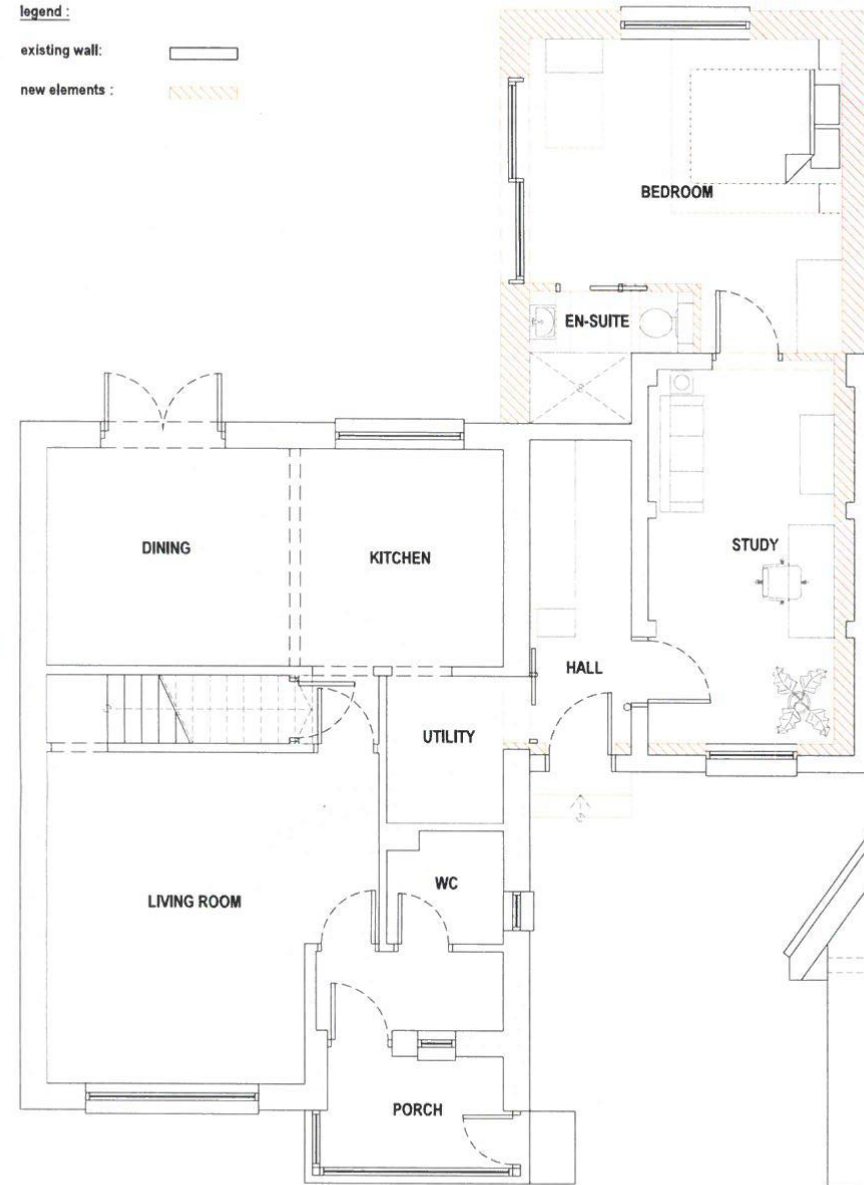 legend :
existing wall:
new elements :
BEDROOM
EN-SUITE
DINING
KITCHEN
STUDY
HALL
UTILITY
WC
LIVING ROOM
PORCH